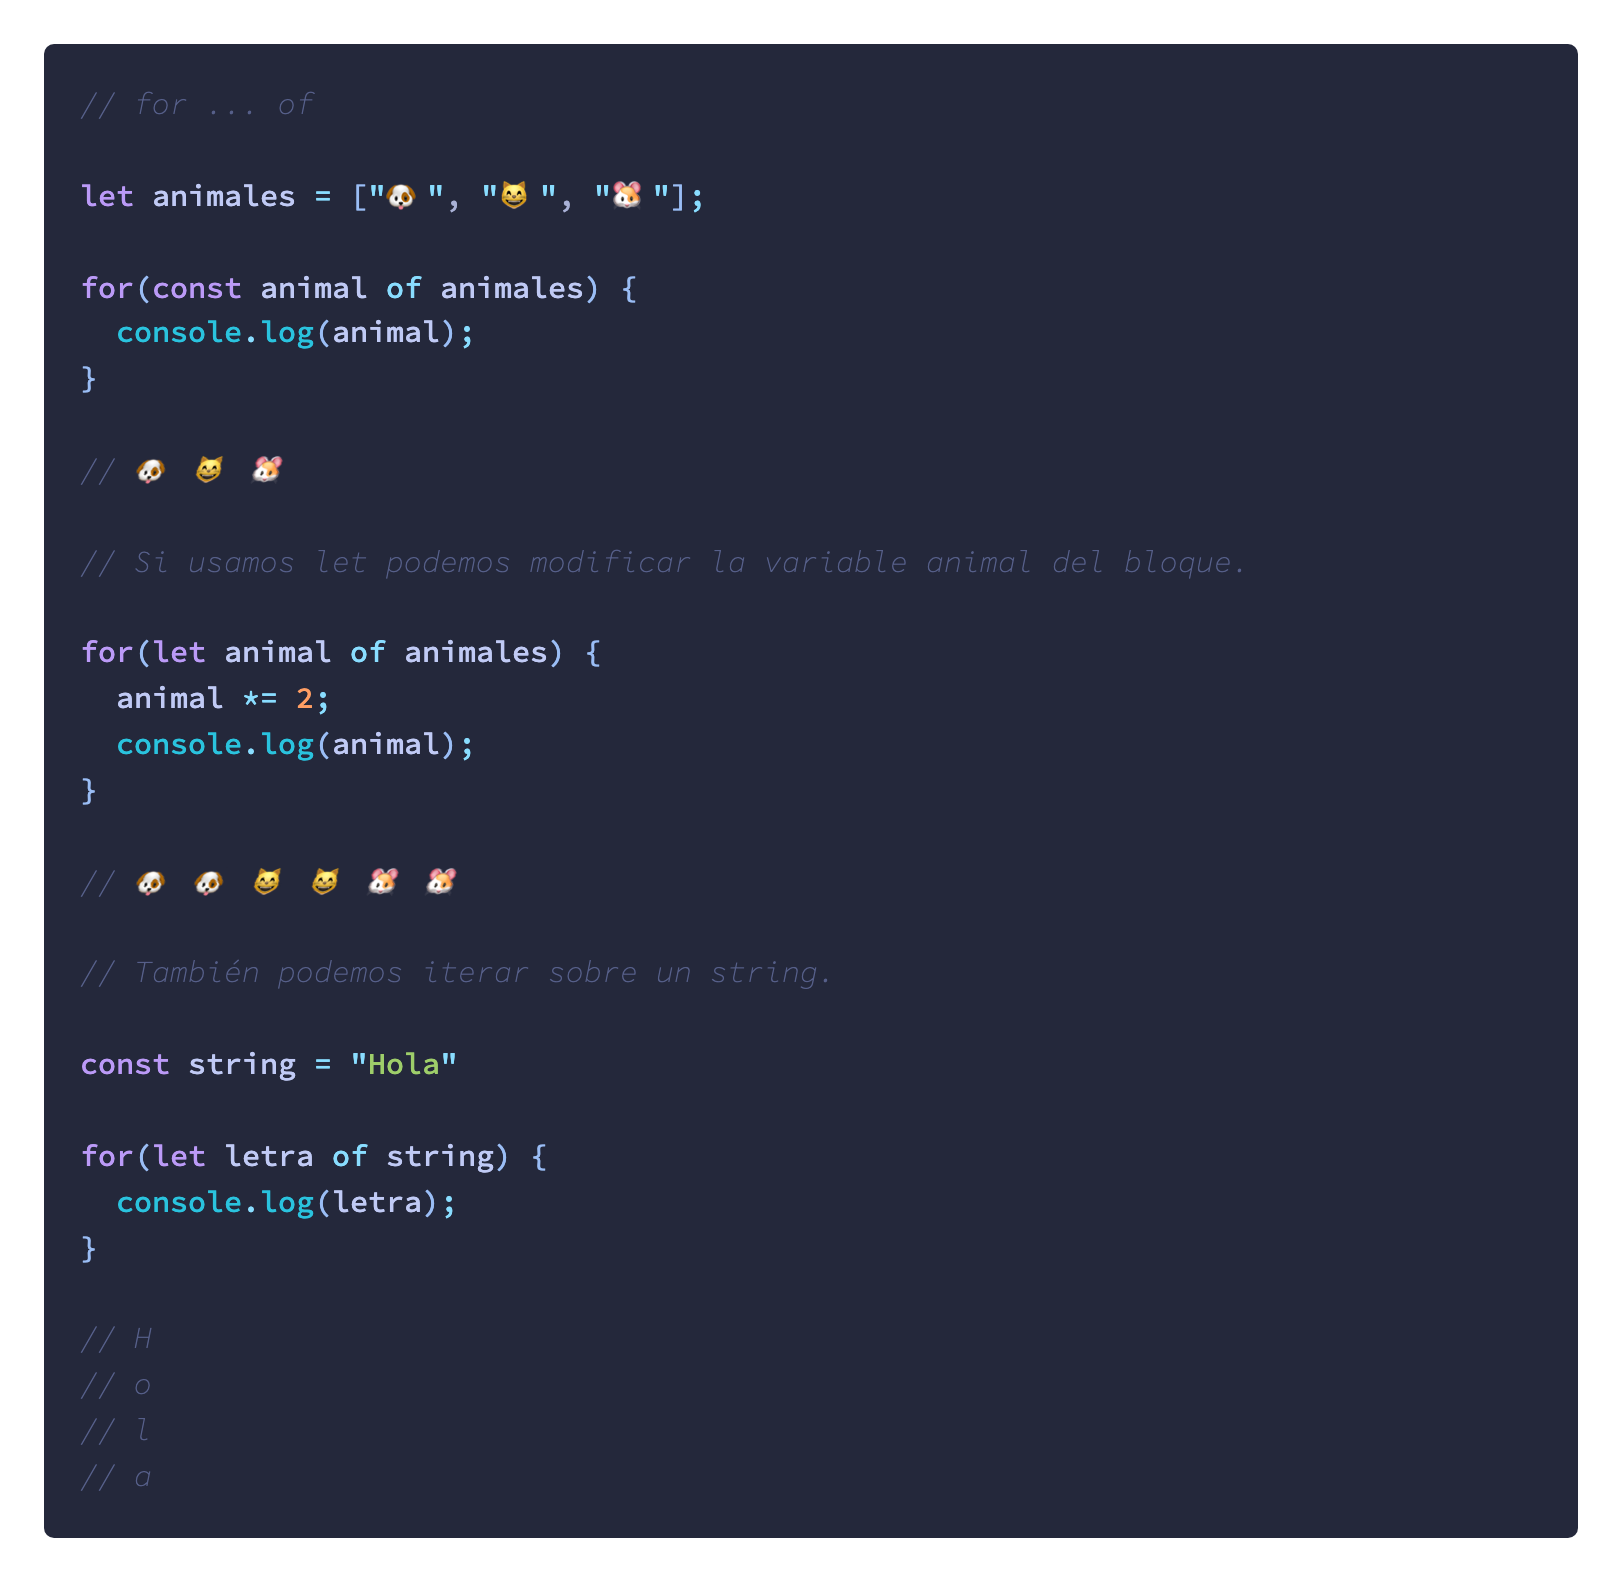 // for ... of
let animales = ["🐶 ", "😸 ", "🐹 "];
for(const animal of animales) {
  console.log(animal);
}
// 🐶 😸 🐹
// Si usamos let podemos modificar la variable animal del bloque.
for(let animal of animales) {
  animal *= 2;
  console.log(animal);
}
// 🐶 🐶 😸 😸 🐹 🐹
// También podemos iterar sobre un string.
const string = "Hola"
for(let letra of string) {
  console.log(letra);
}
// H
// o
// l
// a